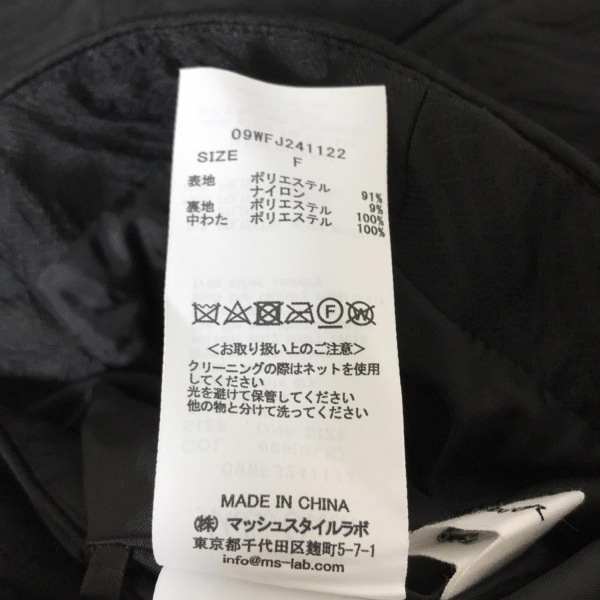 09WFJ241122
SIZE F
表地 ポリエステル 91%
ナイロン 9%
裏地 ポリエステル 100%
中わた ポリエステル 100%
F
W
<お取り扱い上のご注意>
クリーニングの際はネットを使用
してください
光を避けて保管してください
他の物と分けて洗ってください
MADE IN CHINA
(株) マッシュスタイルラボ
東京都千代田区麹町5-7-1
info@ms-lab.com